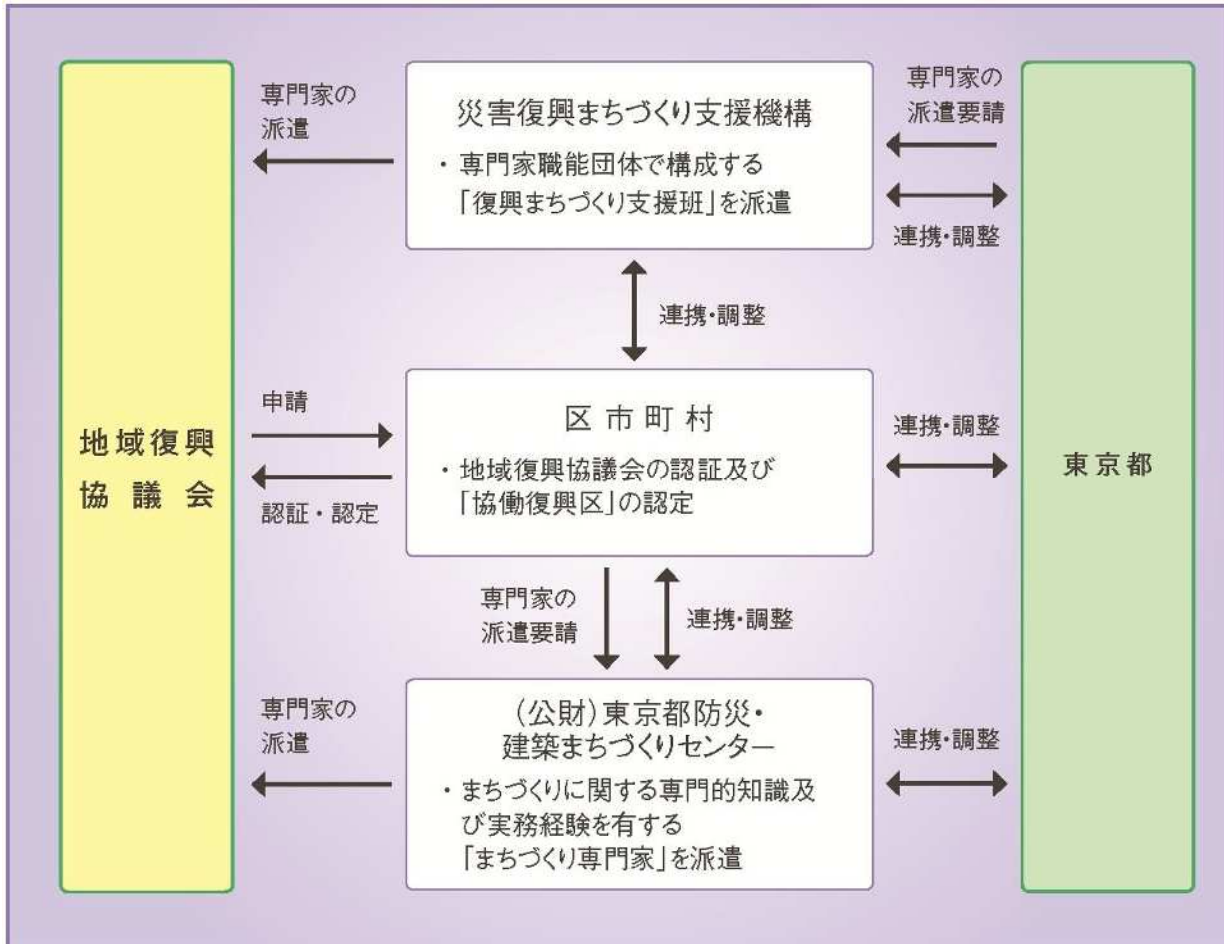 地域復興
協議会
専門家の
派遣
災害復興まちづくり支援機構
・専門家職能団体で構成する
「復興まちづくり支援班」を派遣
専門家の
派遣要請
連携・調整
連携・調整
申請
認証・認定
区市町村
・地域復興協議会の認証及び
「協働復興区」の認定
連携・調整
東京都
専門家の
派遣要請
連携・調整
専門家の
派遣
（公財）東京都防災・
建築まちづくりセンター
・まちづくりに関する専門的知識及
び実務経験を有する
「まちづくり専門家」を派遣
連携・調整